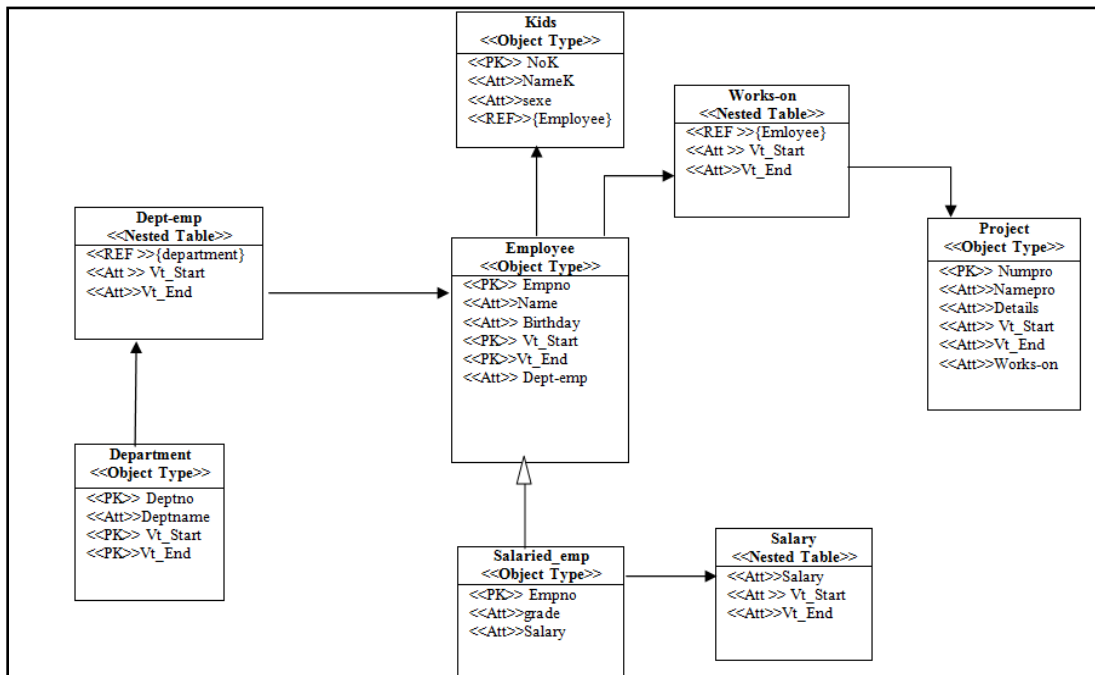 Kids
<<Object Type>>
<<PK>> NoK
<<Att>>NameK
<<Att>>sexe
<<REF>>{Employee}
Works-on
<<Nested Table>>
<<REF >>{Emloyee}
<<Att >> Vt_Start
<<Att>>Vt_End
Dept-emp
<<Nested Table>>
<<REF >>{department}
<<Att >> Vt_Start
<<Att>>Vt_End
Employee
<<Object Type>>
<<PK>> Empno
<<Att>>Name
<<Att>> Birthday
<<PK>> Vt_Start
<<PK>>Vt_End
<<Att>> Dept-emp
Project
<<Object Type>>
<<PK>> Numpro
<<Att>>Namepro
<<Att>>Details
<<Att>> Vt_Start
<<Att>>Vt_End
<<Att>>Works-on
Department
<<Object Type>>
<<PK>> Deptno
<<Att>>Deptname
<<PK>> Vt_Start
<<PK>>Vt_End
Salaried_emp
<<Object Type>>
<<PK>> Empno
<<Att>>grade
<<Att>>Salary
Salary
<<Nested Table>>
<<Att>>Salary
<<Att >> Vt_Start
<<Att>>Vt_End